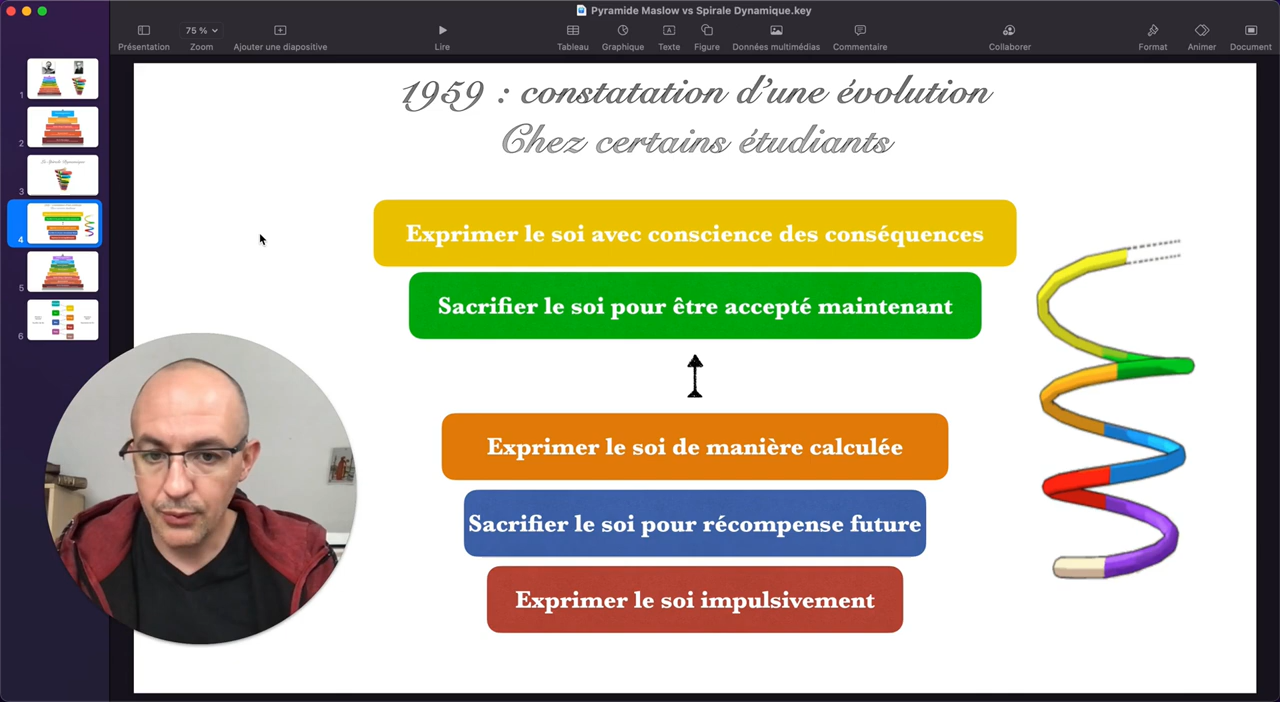 Pyramide Maslow vs Spirale Dynamique.key
75 %
Présentation
Zoom
Ajouter une diapositive
Lire
Tableau
Graphique
Texte
Figure
Données multimédias
Commentaire
Collaborer
Format
Animer
Document
1
2
3
4
5
6
1959 : constatation d'une évolution
Chez certains étudiants
Exprimer le soi avec conscience des conséquences
Sacrifier le soi pour être accepté maintenant
Exprimer le soi de manière calculée
Sacrifier le soi pour récompense future
Exprimer le soi impulsivement